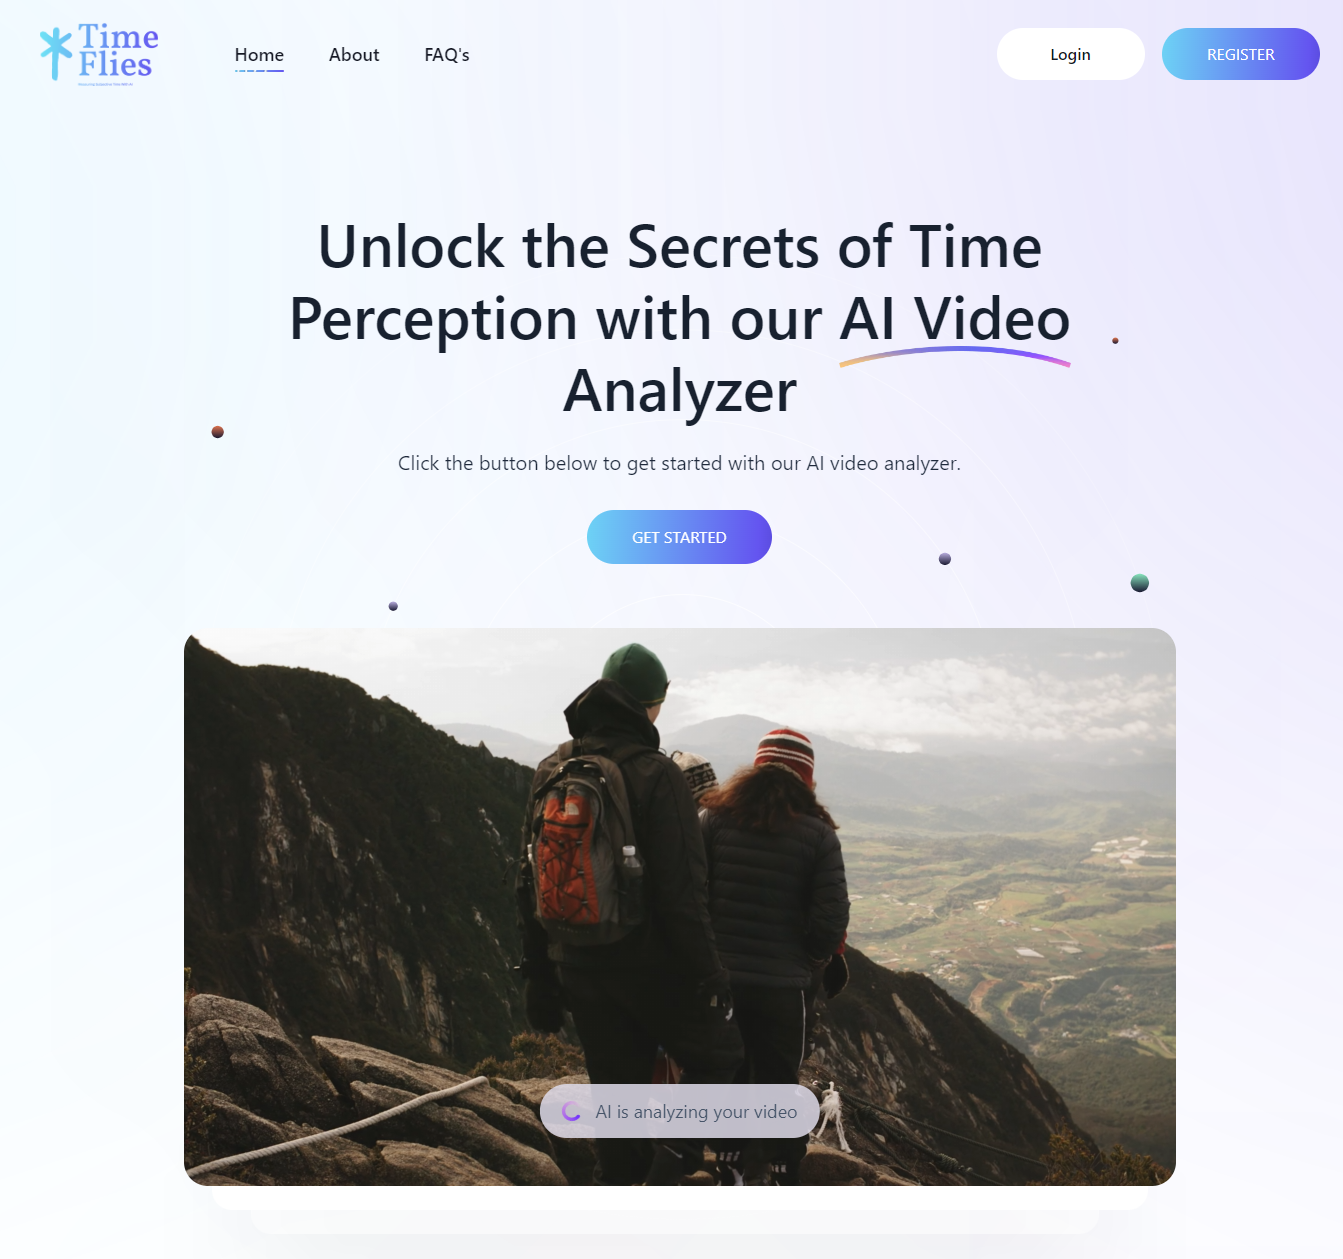 Time
Flies
Home
About
FAQ's
Login
REGISTER
Unlock the Secrets of Time
Perception with our AI Video
Analyzer
Click the button below to get started with our AI video analyzer.
GET STARTED
AI is analyzing your video